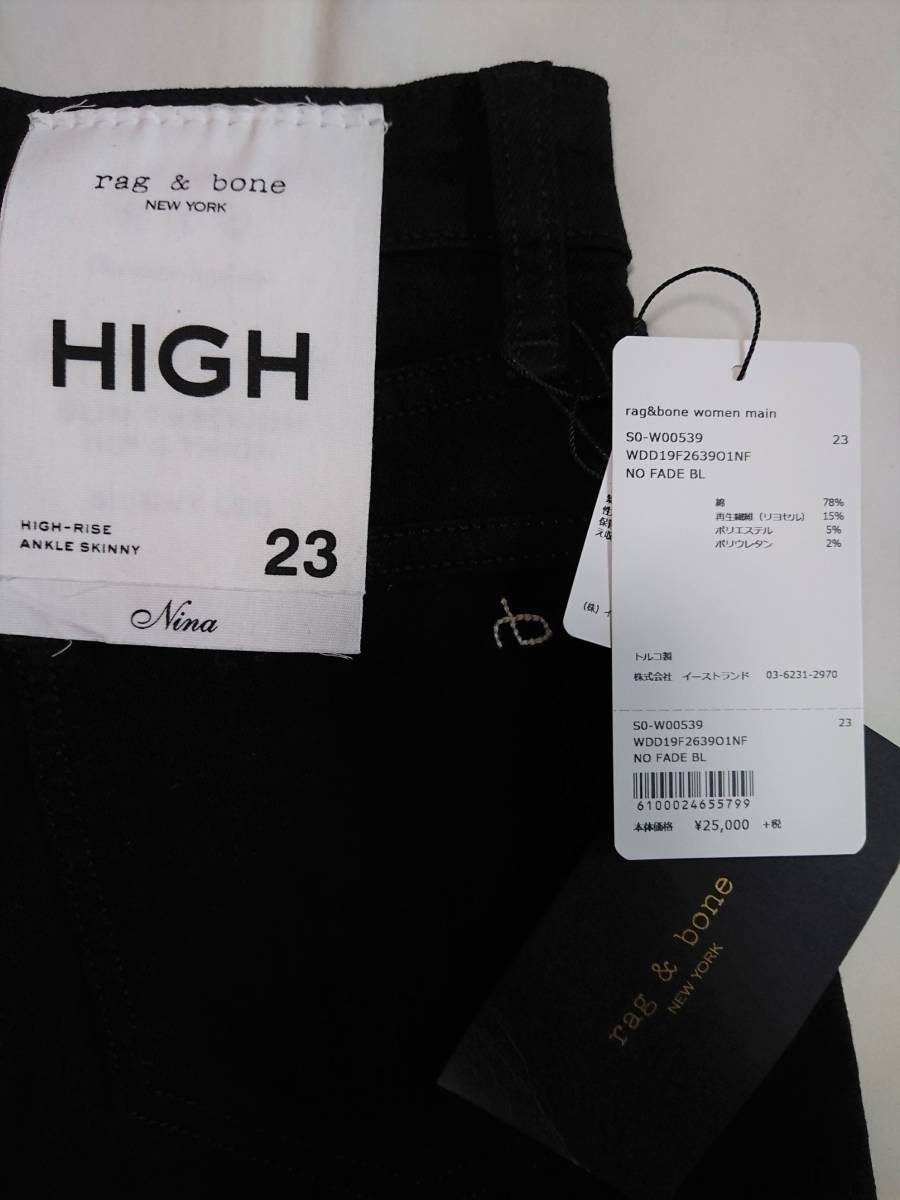 rag & bone
NEW YORK
HIGH
HIGH-RISE
ANKLE SKINNY
23
Nina
rag&bone women main
S0-W00539 23
WDD19F2639O1NF
NO FADE BL
綿 78%
再生繊維（リヨセル） 15%
ポリエステル 5%
ポリウレタン 2%
トルコ製
株式会社 イーストランド 03-6231-2970
S0-W00539 23
WDD19F2639O1NF
NO FADE BL
6100024655799
本体価格 ¥25,000 +税
(株) イ
rag & bone
NEW YORK